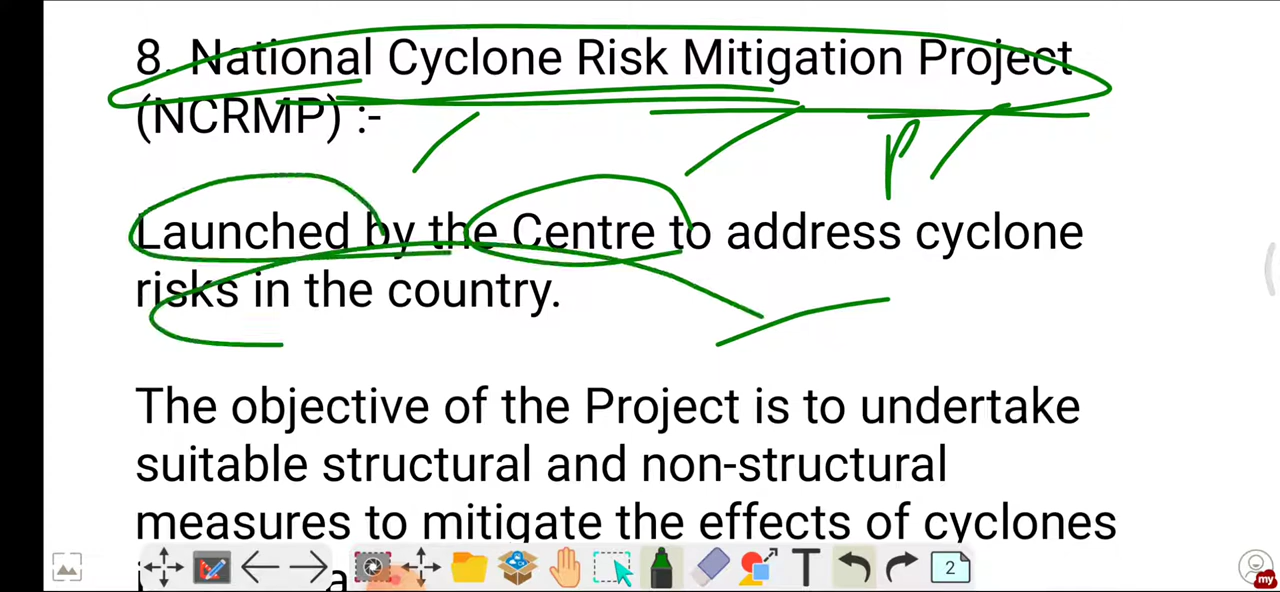 8. National Cyclone Risk Mitigation Project
(NCRMP) :-
P
Launched by the Centre to address cyclone
risks in the country.
The objective of the Project is to undertake
suitable structural and non-structural
measures to mitigate the effects of cyclones
T
2
my